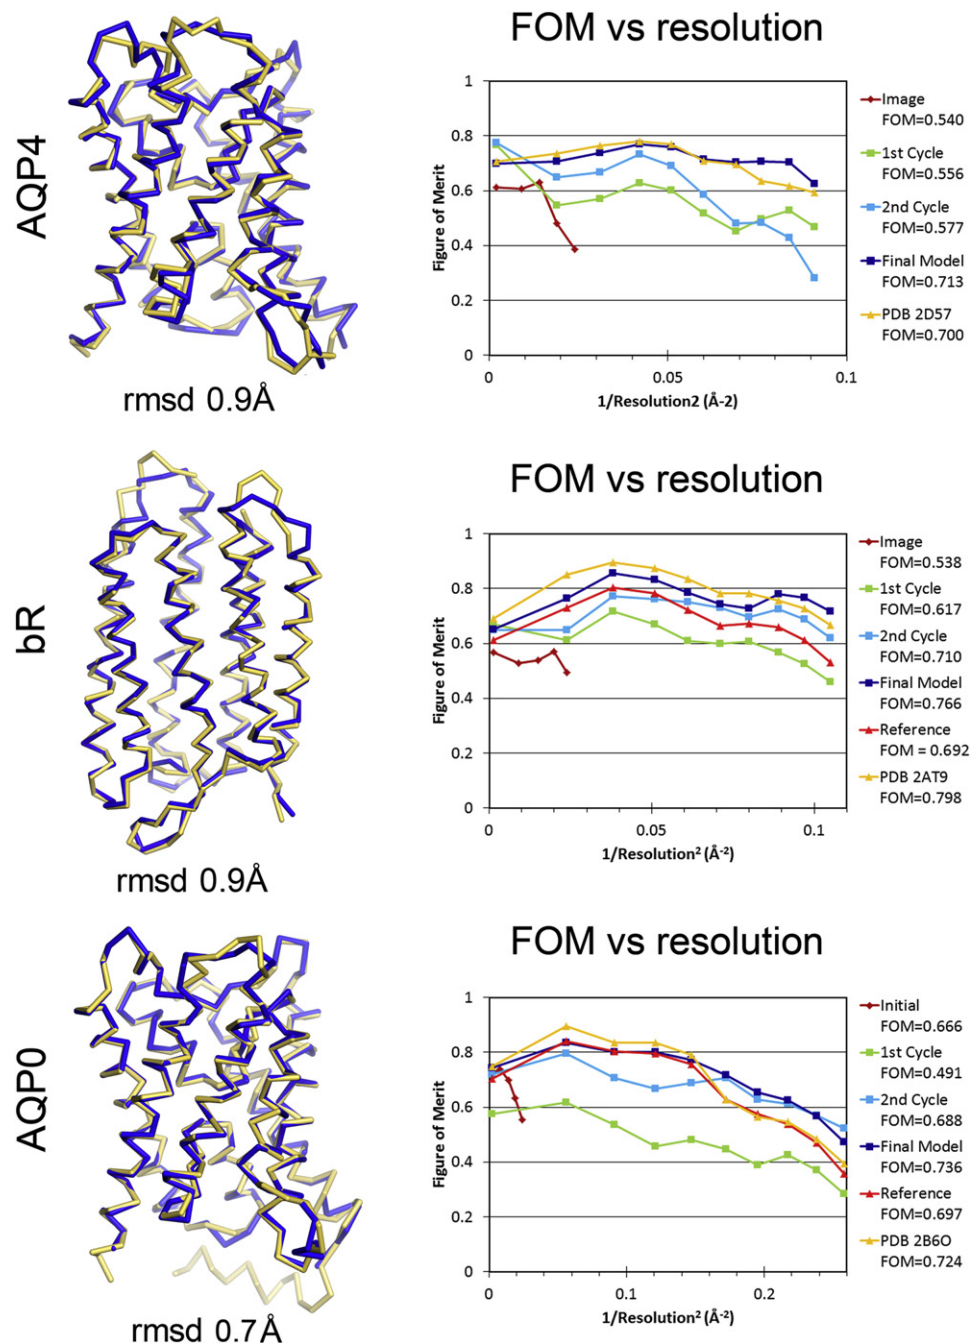 AQP4
rmsd 0.9Å
FOM vs resolution
Figure of Merit
1
0.8
0.6
0.4
0.2
0
0
0.05
0.1
1/Resolution2 (Å-2)
Image
FOM=0.540
1st Cycle
FOM=0.556
2nd Cycle
FOM=0.577
Final Model
FOM=0.713
PDB 2D57
FOM=0.700
bR
rmsd 0.9Å
FOM vs resolution
Figure of Merit
1
0.8
0.6
0.4
0.2
0
0
0.05
0.1
1/Resolution² (Å⁻²)
Image
FOM=0.538
1st Cycle
FOM=0.617
2nd Cycle
FOM=0.710
Final Model
FOM=0.766
Reference
FOM = 0.692
PDB 2AT9
FOM=0.798
AQP0
rmsd 0.7Å
FOM vs resolution
Figure of Merit
1
0.8
0.6
0.4
0.2
0
0
0.1
0.2
1/Resolution² (Å⁻²)
Initial
FOM=0.666
1st Cycle
FOM=0.491
2nd Cycle
FOM=0.688
Final Model
FOM=0.736
Reference
FOM=0.697
PDB 2B6O
FOM=0.724